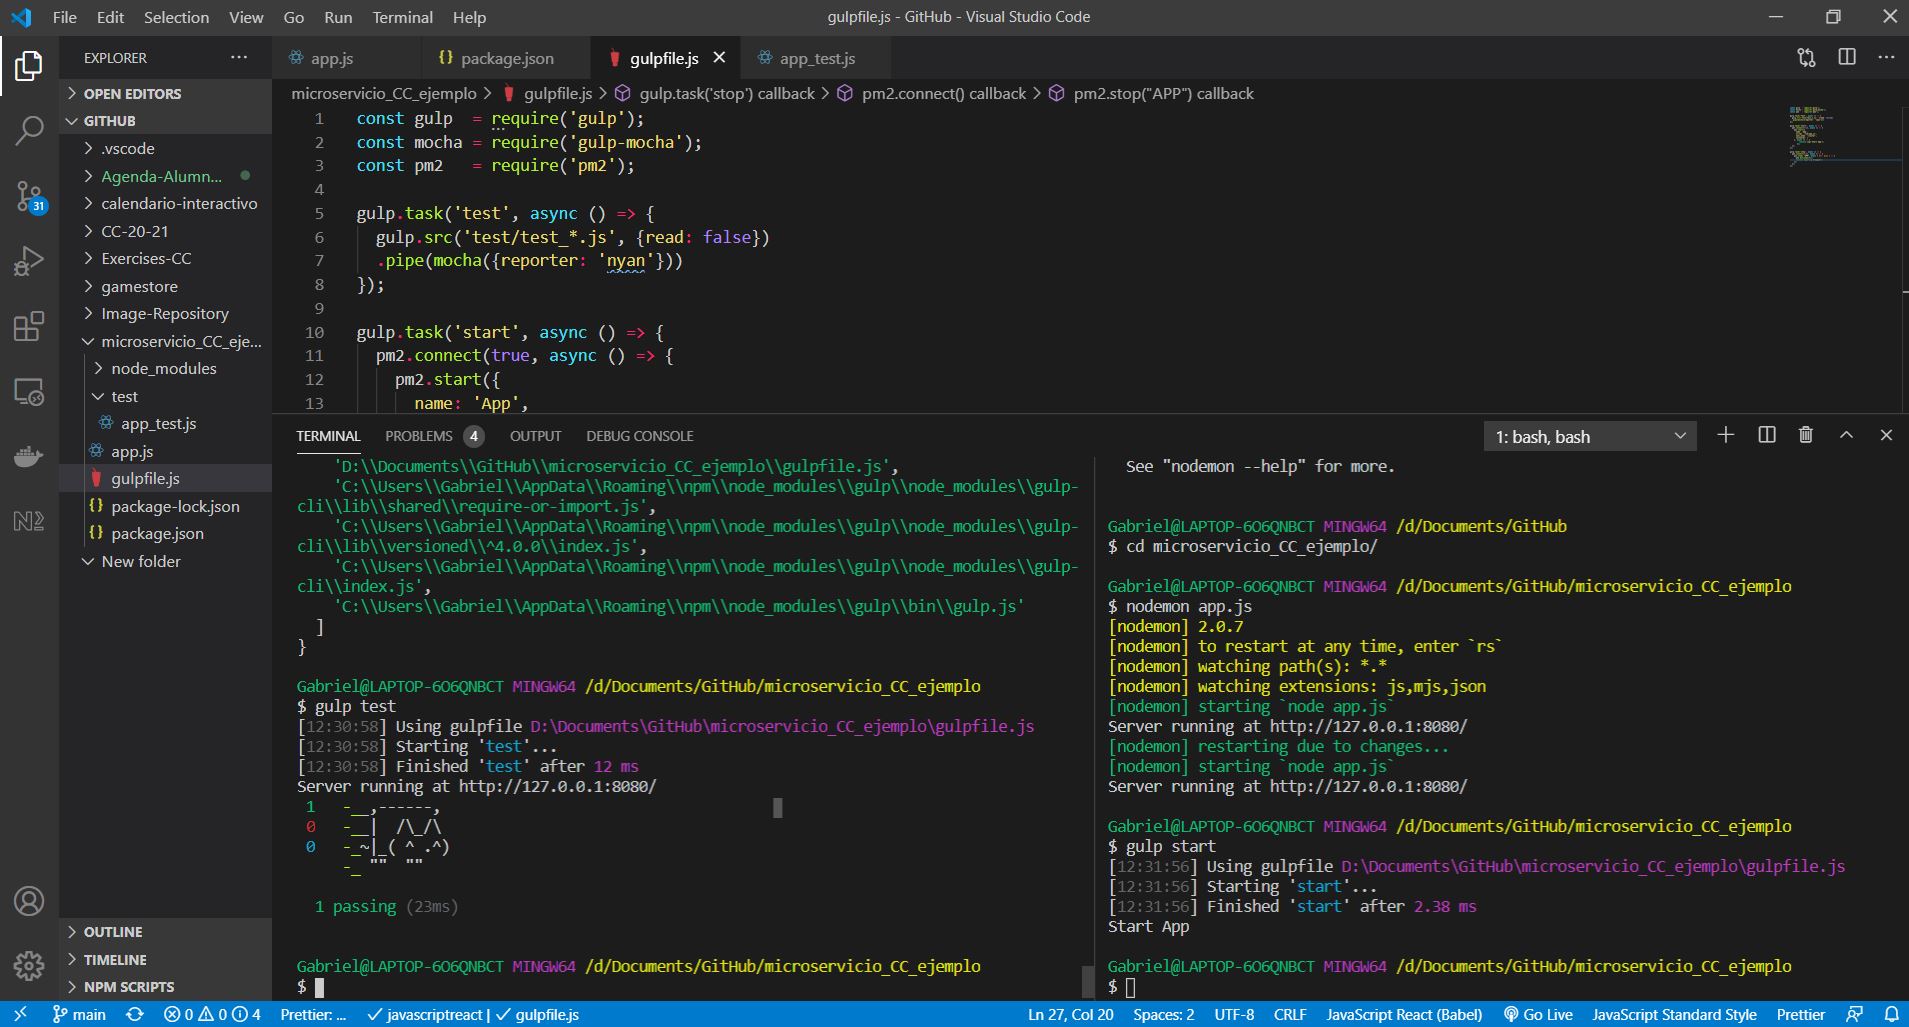 File Edit Selection View Go Run Terminal Help
gulpfile.js - GitHub - Visual Studio Code
EXPLORER
OPEN EDITORS
GITHUB
.vscode
Agenda-Alumn...
calendario-interactivo
CC-20-21
Exercises-CC
gamestore
Image-Repository
microservicio_CC_eje...
node_modules
test
app_test.js
app.js
gulpfile.js
package-lock.json
package.json
New folder
OUTLINE
TIMELINE
NPM SCRIPTS
31
app.js {} package.json gulpfile.js app_test.js
microservicio_CC_ejemplo > gulpfile.js > gulp.task('stop') callback > pm2.connect() callback > pm2.stop("APP") callback
1 const gulp = require('gulp');
2 const mocha = require('gulp-mocha');
3 const pm2 = require('pm2');
4
5 gulp.task('test', async () => {
6 gulp.src('test/test_*.js', {read: false})
7 .pipe(mocha({reporter: 'nyan'}))
8 });
9
10 gulp.task('start', async () => {
11 pm2.connect(true, async () => {
12 pm2.start({
13 name: 'App',
TERMINAL PROBLEMS 4 OUTPUT DEBUG CONSOLE
1: bash, bash
'D:\\Documents\\GitHub\\microservicio_CC_ejemplo\\gulpfile.js',
'C:\\Users\\Gabriel\\AppData\\Roaming\\npm\\node_modules\\gulp\\node_modules\\gulp-
cli\\lib\\shared\\require-or-import.js',
'C:\\Users\\Gabriel\\AppData\\Roaming\\npm\\node_modules\\gulp\\node_modules\\gulp-
cli\\lib\\versioned\\^4.0.0\\index.js',
'C:\\Users\\Gabriel\\AppData\\Roaming\\npm\\node_modules\\gulp\\node_modules\\gulp-
cli\\index.js',
'C:\\Users\\Gabriel\\AppData\\Roaming\\npm\\node_modules\\gulp\\bin\\gulp.js'
]
}
Gabriel@LAPTOP-6O6QNBCT MINGW64 /d/Documents/GitHub/microservicio_CC_ejemplo
$ gulp test
[12:30:58] Using gulpfile D:\Documents\GitHub\microservicio_CC_ejemplo\gulpfile.js
[12:30:58] Starting 'test'...
[12:30:58] Finished 'test' after 12 ms
Server running at http://127.0.0.1:8080/
1 -__,------,
0 -__|  /\_/\
0 -_~|_( ^ .^)
-_ ""  ""
1 passing (23ms)
Gabriel@LAPTOP-6O6QNBCT MINGW64 /d/Documents/GitHub/microservicio_CC_ejemplo
$
See "nodemon --help" for more.
Gabriel@LAPTOP-6O6QNBCT MINGW64 /d/Documents/GitHub
$ cd microservicio_CC_ejemplo/
Gabriel@LAPTOP-6O6QNBCT MINGW64 /d/Documents/GitHub/microservicio_CC_ejemplo
$ nodemon app.js
[nodemon] 2.0.7
[nodemon] to restart at any time, enter `rs`
[nodemon] watching path(s): *.*
[nodemon] watching extensions: js,mjs,json
[nodemon] starting `node app.js`
Server running at http://127.0.0.1:8080/
[nodemon] restarting due to changes...
[nodemon] starting `node app.js`
Server running at http://127.0.0.1:8080/
Gabriel@LAPTOP-6O6QNBCT MINGW64 /d/Documents/GitHub/microservicio_CC_ejemplo
$ gulp start
[12:31:56] Using gulpfile D:\Documents\GitHub\microservicio_CC_ejemplo\gulpfile.js
[12:31:56] Starting 'start'...
[12:31:56] Finished 'start' after 2.38 ms
Start App
Gabriel@LAPTOP-6O6QNBCT MINGW64 /d/Documents/GitHub/microservicio_CC_ejemplo
$
main 0 0 4 Prettier: ... javascriptreact | gulpfile.js Ln 27, Col 20 Spaces: 2 UTF-8 CRLF JavaScript React (Babel) Go Live JavaScript Standard Style Prettier